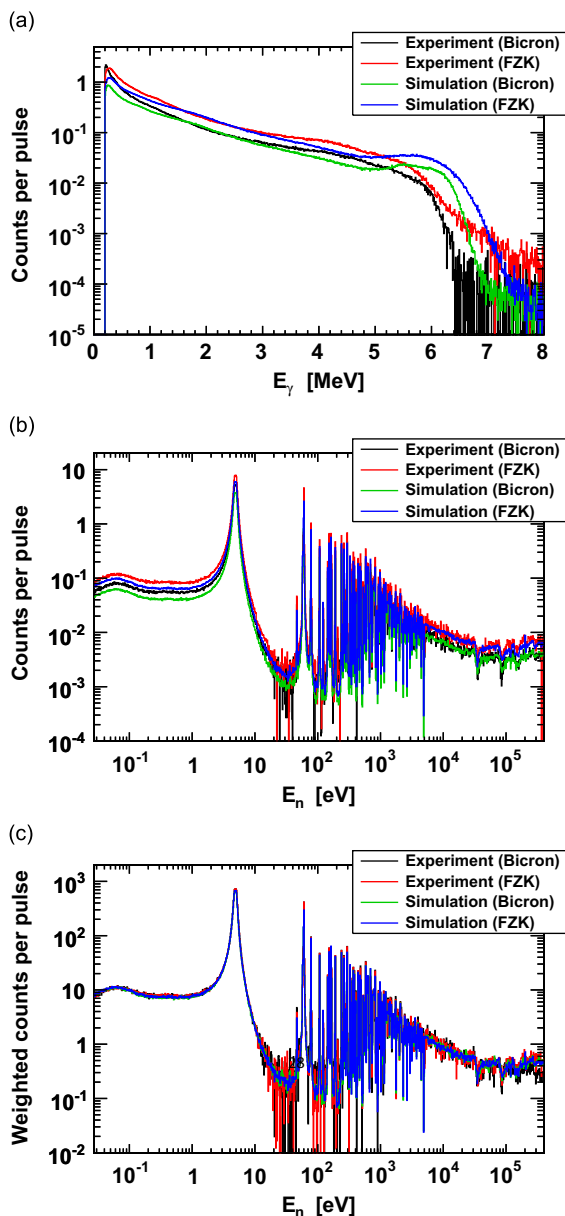 (a)
Experiment (Bicron)
Experiment (FZK)
Simulation (Bicron)
Simulation (FZK)
Counts per pulse
1
10⁻¹
10⁻²
10⁻³
10⁻⁴
10⁻⁵
0 1 2 3 4 5 6 7 8
Eγ [MeV]
(b)
Experiment (Bicron)
Experiment (FZK)
Simulation (Bicron)
Simulation (FZK)
Counts per pulse
10
1
10⁻¹
10⁻²
10⁻³
10⁻⁴
10⁻¹ 1 10 10² 10³ 10⁴ 10⁵
Eₙ [eV]
(c)
Experiment (Bicron)
Experiment (FZK)
Simulation (Bicron)
Simulation (FZK)
Weighted counts per pulse
10³
10²
10
1
10⁻¹
10⁻²
10⁻¹ 1 10 10² 10³ 10⁴ 10⁵
Eₙ [eV]